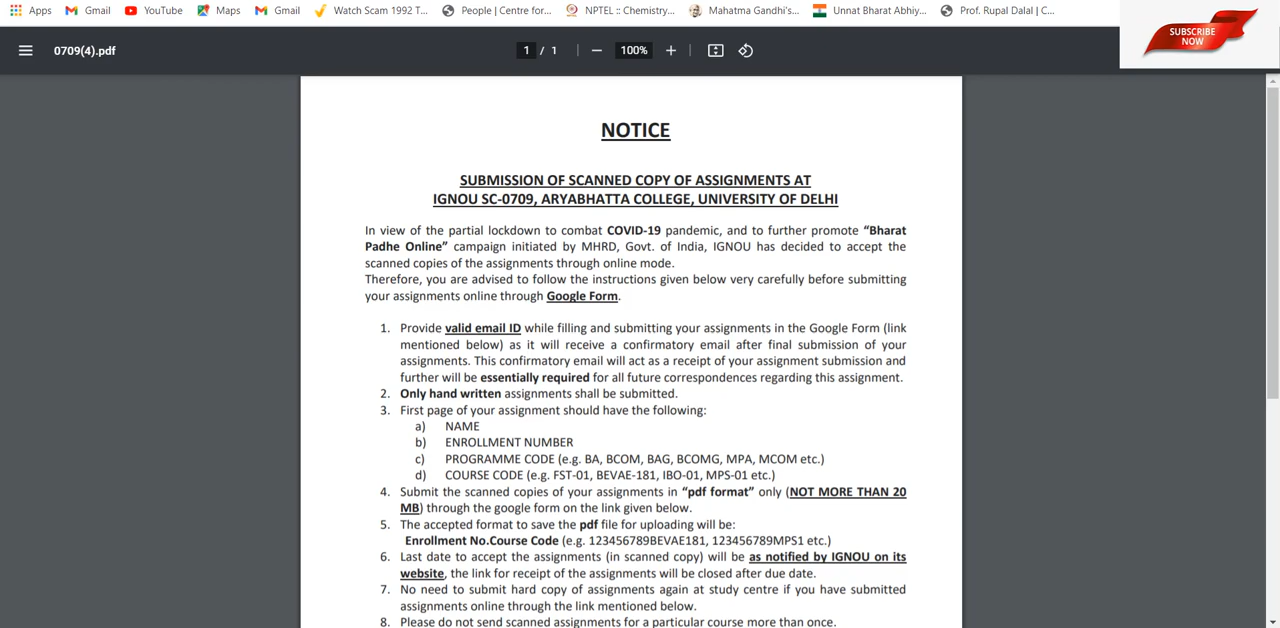 Apps Gmail YouTube Maps Gmail Watch Scam 1992 T... People | Centre for... NPTEL :: Chemistry... Mahatma Gandhi's... Unnat Bharat Abhiy... Prof. Rupal Dalal | C...
SUBSCRIBE
NOW
0709(4).pdf 1 / 1 − 100% +
NOTICE
SUBMISSION OF SCANNED COPY OF ASSIGNMENTS AT
IGNOU SC-0709, ARYABHATTA COLLEGE, UNIVERSITY OF DELHI
In view of the partial lockdown to combat COVID-19 pandemic, and to further promote “Bharat
Padhe Online” campaign initiated by MHRD, Govt. of India, IGNOU has decided to accept the
scanned copies of the assignments through online mode.
Therefore, you are advised to follow the instructions given below very carefully before submitting
your assignments online through Google Form.
1. Provide valid email ID while filling and submitting your assignments in the Google Form (link
mentioned below) as it will receive a confirmatory email after final submission of your
assignments. This confirmatory email will act as a receipt of your assignment submission and
further will be essentially required for all future correspondences regarding this assignment.
2. Only hand written assignments shall be submitted.
3. First page of your assignment should have the following:
a) NAME
b) ENROLLMENT NUMBER
c) PROGRAMME CODE (e.g. BA, BCOM, BAG, BCOMG, MPA, MCOM etc.)
d) COURSE CODE (e.g. FST-01, BEVAE-181, IBO-01, MPS-01 etc.)
4. Submit the scanned copies of your assignments in “pdf format” only (NOT MORE THAN 20
MB) through the google form on the link given below.
5. The accepted format to save the pdf file for uploading will be:
Enrollment No.Course Code (e.g. 123456789BEVAE181, 123456789MPS1 etc.)
6. Last date to accept the assignments (in scanned copy) will be as notified by IGNOU on its
website, the link for receipt of the assignments will be closed after due date.
7. No need to submit hard copy of assignments again at study centre if you have submitted
assignments online through the link mentioned below.
8. Please do not send scanned assignments for a particular course more than once.